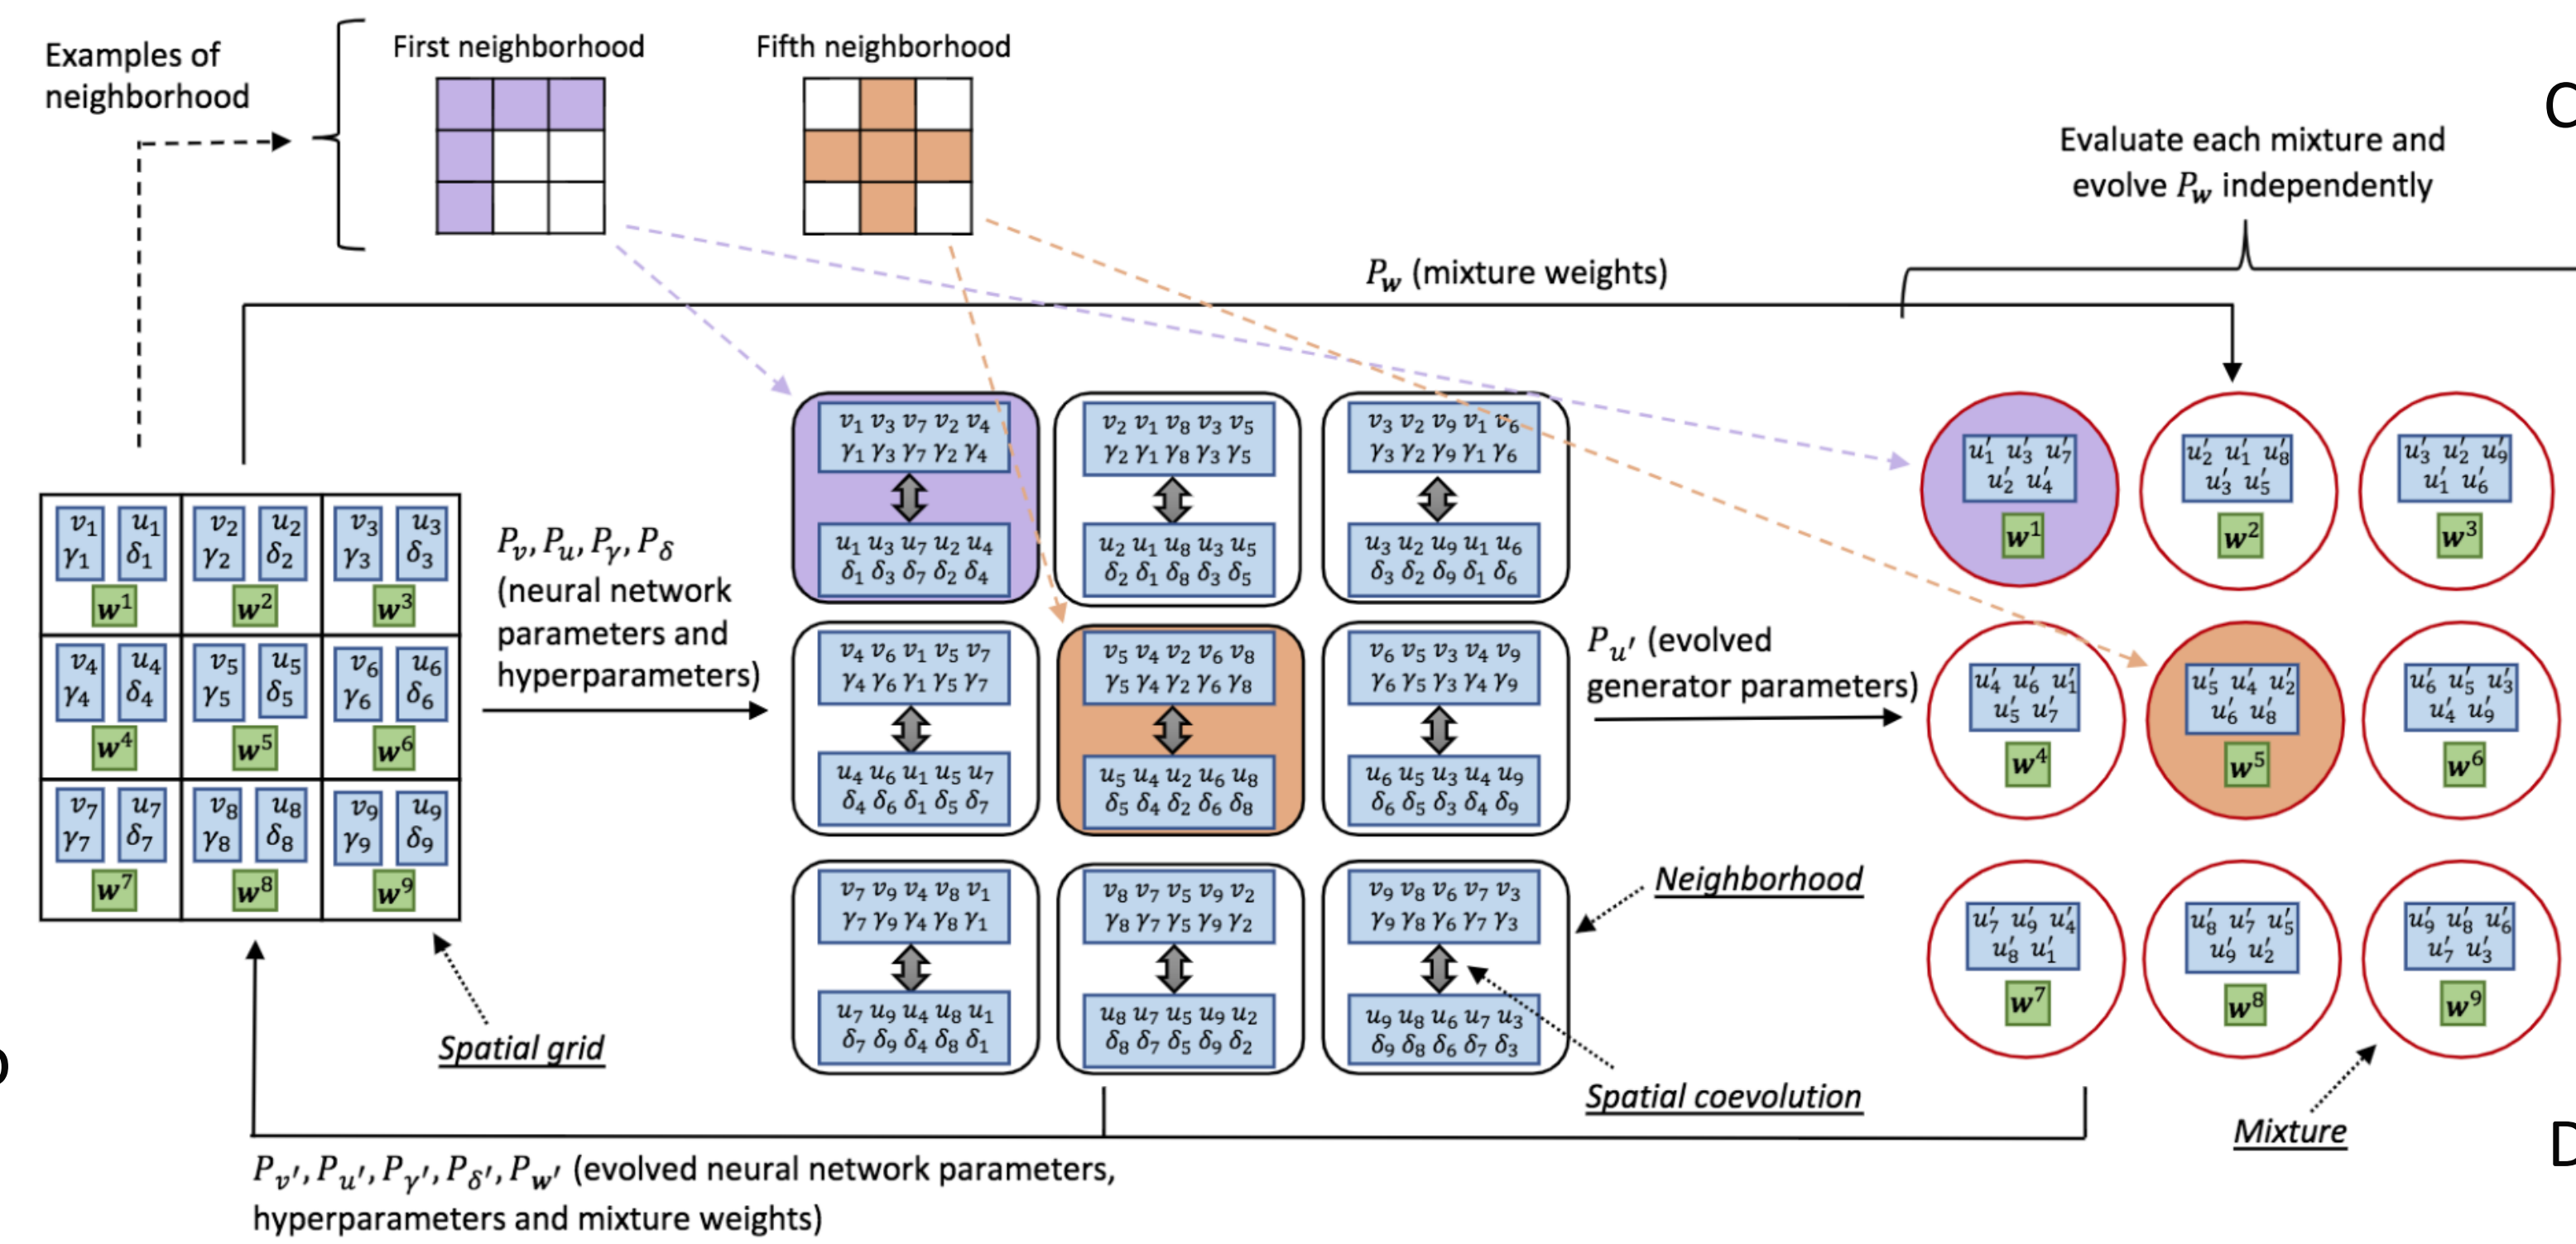 Examples of
neighborhood
First neighborhood
Fifth neighborhood
C
Evaluate each mixture and
evolve P_w independently
P_w (mixture weights)
v₁ u₁ v₂ u₂ v₃ u₃
γ₁ δ₁ γ₂ δ₂ γ₃ δ₃
w¹ w² w³
v₄ u₄ v₅ u₅ v₆ u₆
γ₄ δ₄ γ₅ δ₅ γ₆ δ₆
w⁴ w⁵ w⁶
v₇ u₇ v₈ u₈ v₉ u₉
γ₇ δ₇ γ₈ δ₈ γ₉ δ₉
w⁷ w⁸ w⁹
Spatial grid
P_v, P_u, P_γ, P_δ
(neural network
parameters and
hyperparameters)
v₁ v₃ v₇ v₂ v₄
γ₁ γ₃ γ₇ γ₂ γ₄
u₁ u₃ u₇ u₂ u₄
δ₁ δ₃ δ₇ δ₂ δ₄
v₂ v₁ v₈ v₃ v₅
γ₂ γ₁ γ₈ γ₃ γ₅
u₂ u₁ u₈ u₃ u₅
δ₂ δ₁ δ₈ δ₃ δ₅
v₃ v₂ v₉ v₁ v₆
γ₃ γ₂ γ₉ γ₁ γ₆
u₃ u₂ u₉ u₁ u₆
δ₃ δ₂ δ₉ δ₁ δ₆
v₄ v₆ v₁ v₅ v₇
γ₄ γ₆ γ₁ γ₅ γ₇
u₄ u₆ u₁ u₅ u₇
δ₄ δ₆ δ₁ δ₅ δ₇
v₅ v₄ v₂ v₆ v₈
γ₅ γ₄ γ₂ γ₆ γ₈
u₅ u₄ u₂ u₆ u₈
δ₅ δ₄ δ₂ δ₆ δ₈
v₆ v₅ v₃ v₄ v₉
γ₆ γ₅ γ₃ γ₄ γ₉
u₆ u₅ u₃ u₄ u₉
δ₆ δ₅ δ₃ δ₄ δ₉
v₇ v₉ v₄ v₈ v₁
γ₇ γ₉ γ₄ γ₈ γ₁
u₇ u₉ u₄ u₈ u₁
δ₇ δ₉ δ₄ δ₈ δ₁
v₈ v₇ v₅ v₉ v₂
γ₈ γ₇ γ₅ γ₉ γ₂
u₈ u₇ u₅ u₉ u₂
δ₈ δ₇ δ₅ δ₉ δ₂
v₉ v₈ v₆ v₇ v₃
γ₉ γ₈ γ₆ γ₇ γ₃
u₉ u₈ u₆ u₇ u₃
δ₉ δ₈ δ₆ δ₇ δ₃
P_u′ (evolved
generator parameters)
Neighborhood
Spatial coevolution
u′₁ u′₃ u′₇
u′₂ u′₄
w¹
u′₂ u′₁ u′₈
u′₃ u′₅
w²
u′₃ u′₂ u′₉
u′₁ u′₆
w³
u′₄ u′₆ u′₁
u′₅ u′₇
w⁴
u′₅ u′₄ u′₂
u′₆ u′₈
w⁵
u′₆ u′₅ u′₃
u′₄ u′₉
w⁶
u′₇ u′₉ u′₄
u′₈ u′₁
w⁷
u′₈ u′₇ u′₅
u′₉ u′₂
w⁸
u′₉ u′₈ u′₆
u′₇ u′₃
w⁹
Mixture
P_v′, P_u′, P_γ′, P_δ′, P_w′ (evolved neural network parameters,
hyperparameters and mixture weights)